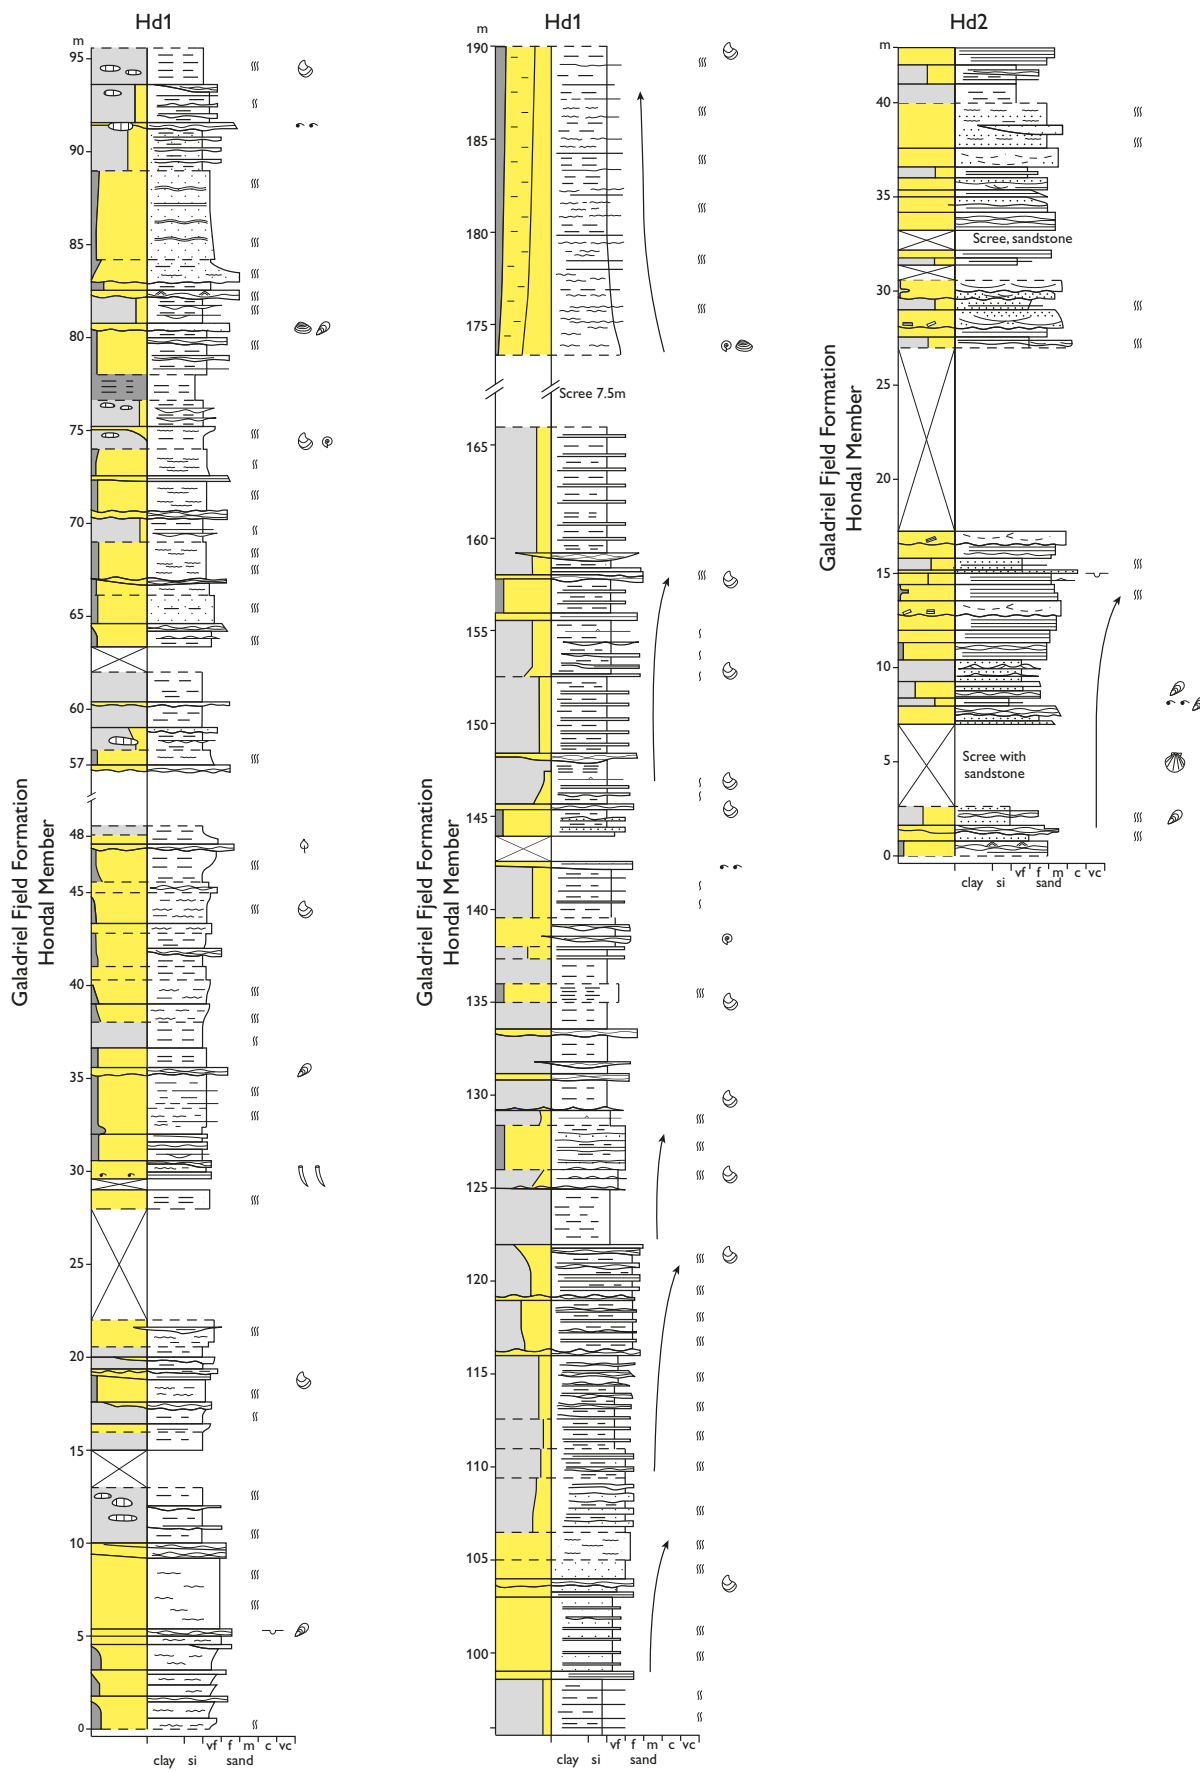 Hd1
m
95
90
85
80
75
70
65
60
57
48
45
40
35
30
25
20
15
10
5
0
clay
si
vf
f
m
c
vc
sand
Galadriel Fjeld Formation
Hondal Member
Hd1
m
190
185
180
175
Scree 7.5m
165
160
155
150
145
140
135
130
125
120
115
110
105
100
clay
si
vf
f
m
c
vc
sand
Galadriel Fjeld Formation
Hondal Member
Hd2
m
40
35
Scree, sandstone
30
25
20
15
10
5
Scree with
sandstone
0
clay
si
vf
f
m
c
vc
sand
Galadriel Fjeld Formation
Hondal Member